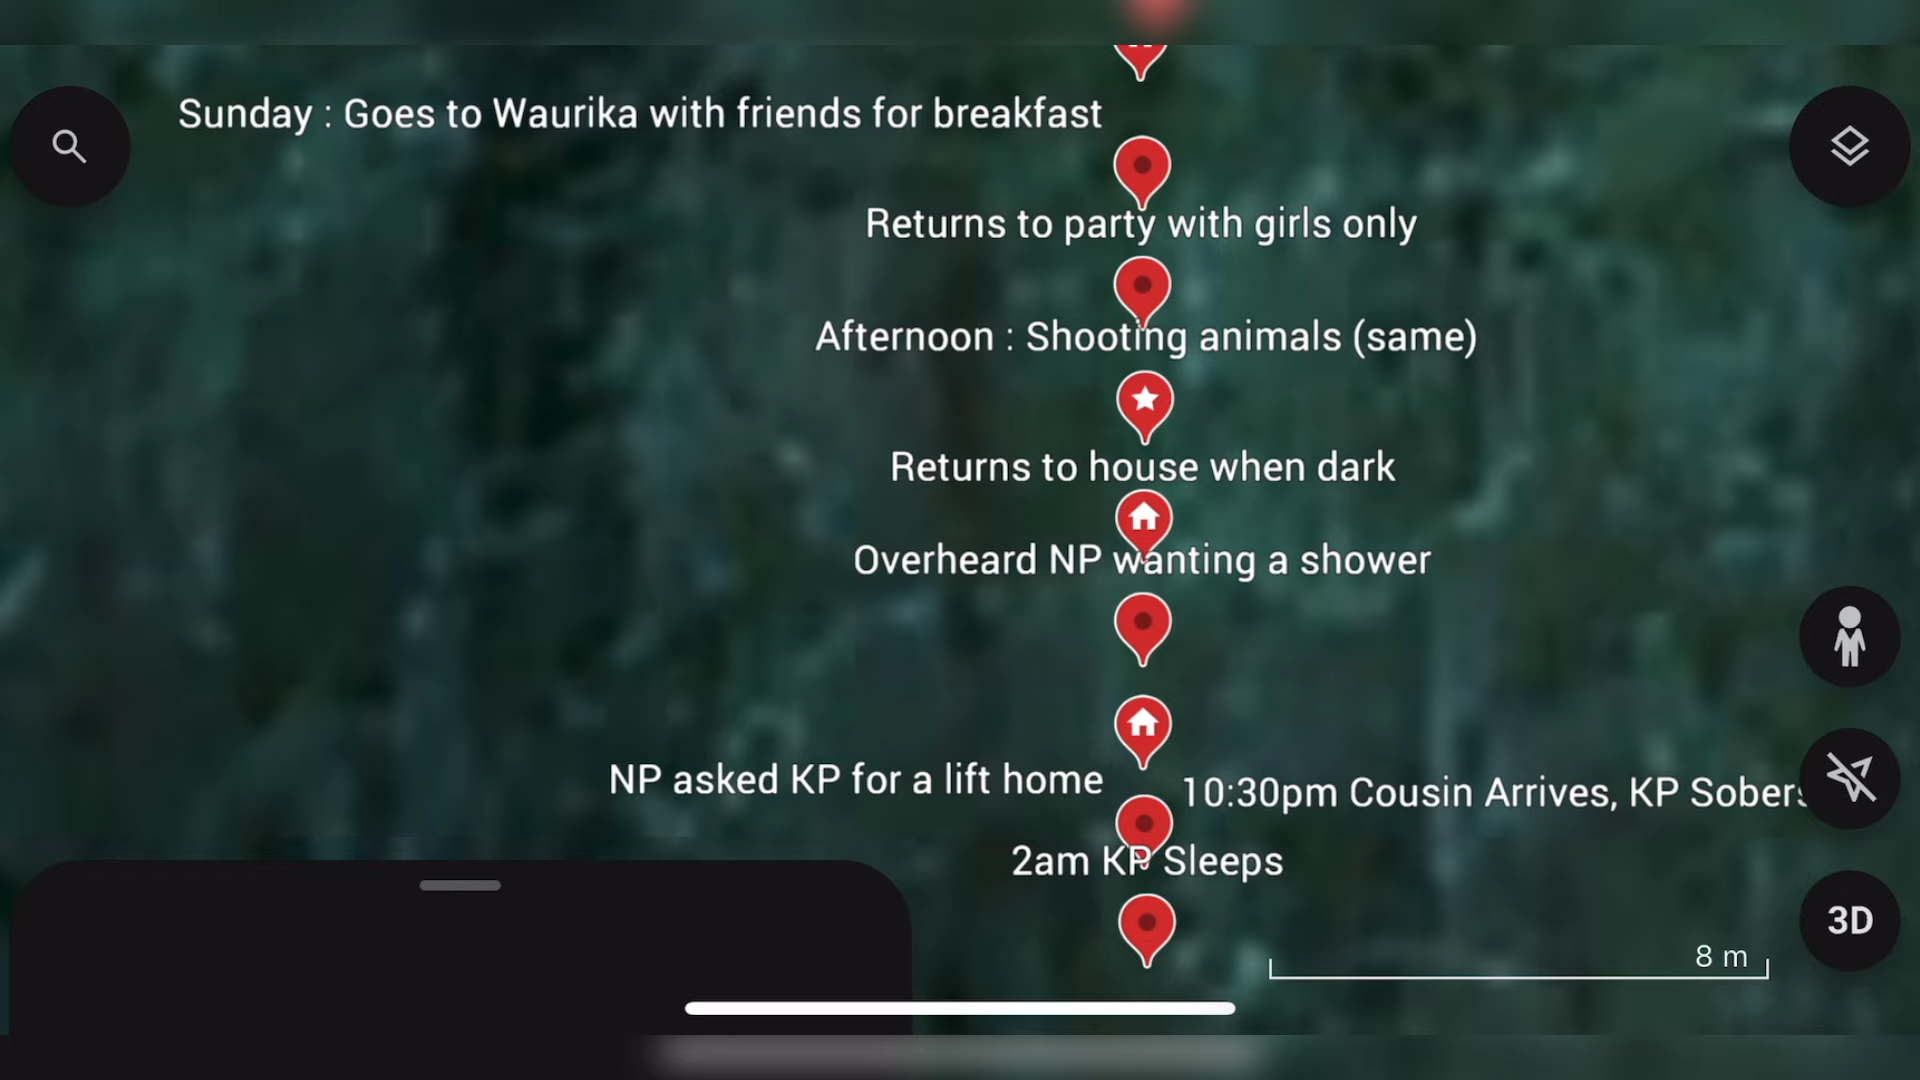 Sunday : Goes to Waurika with friends for breakfast
Returns to party with girls only
Afternoon : Shooting animals (same)
Returns to house when dark
Overheard NP wanting a shower
NP asked KP for a lift home
10:30pm Cousin Arrives, KP Sobers
2am KP Sleeps
8 m
3D